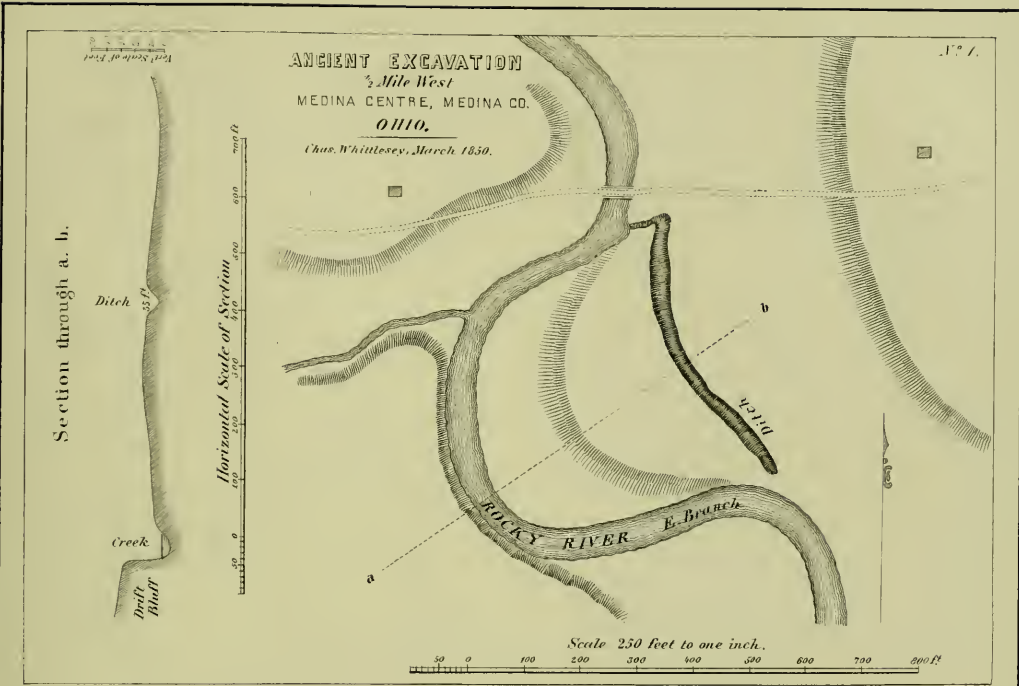 Nº 1.
ANCIENT EXCAVATION
½ Mile West
MEDINA CENTRE, MEDINA CO.
OHIO.
Chas. Whittlesey, March 1850.
Vertl Scale of Feet
Section through a. b.
Ditch
Creek
Drift
Bluff
Horizontal Scale of Section
700 ft
600
500
400
300
200
100
0
50
b
Ditch
ROCKY RIVER E. Branch
a
Scale 250 feet to one inch.
50 0 100 200 300 400 500 600 700 800 ft